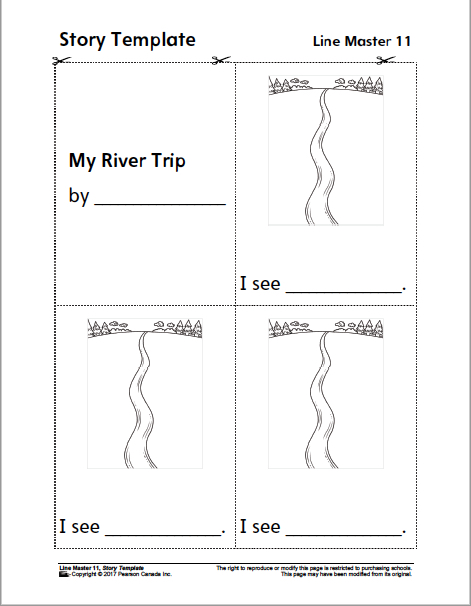 Story Template
Line Master 11
My River Trip
by _____________
I see ____________.
I see ____________.
I see ____________.
Line Master 11, Story Template
Copyright © 2017 Pearson Canada Inc.
The right to reproduce or modify this page is restricted to purchasing schools.
This page may have been modified from its original.